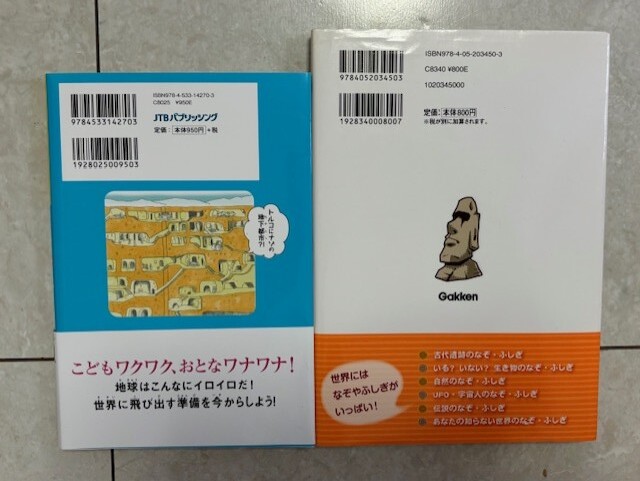 ISBN978-4-533-14270-3
C8025 ¥950E
9784533142703
JTBパブリッシング
定価：本体950円＋税
1928025009503
トルコにナゾの
地下都市?!
こどもワクワク、おとなワナワナ！
地球はこんなにイロイロだ！
世界に飛び出す準備を今からしよう！
ISBN978-4-05-203450-3
C8340 ¥800E
1020345000
9784052034503
定価：本体800円
※税が別に加算されます。
1928340008007
Gakken
世界には
なぞやふしぎが
いっぱい！
古代遺跡のなぞ・ふしぎ
いる？いない？ 生き物のなぞ・ふしぎ
自然のなぞ・ふしぎ
UFO・宇宙人のなぞ・ふしぎ
伝説のなぞ・ふしぎ
あなたの知らない世界のなぞ・ふしぎ